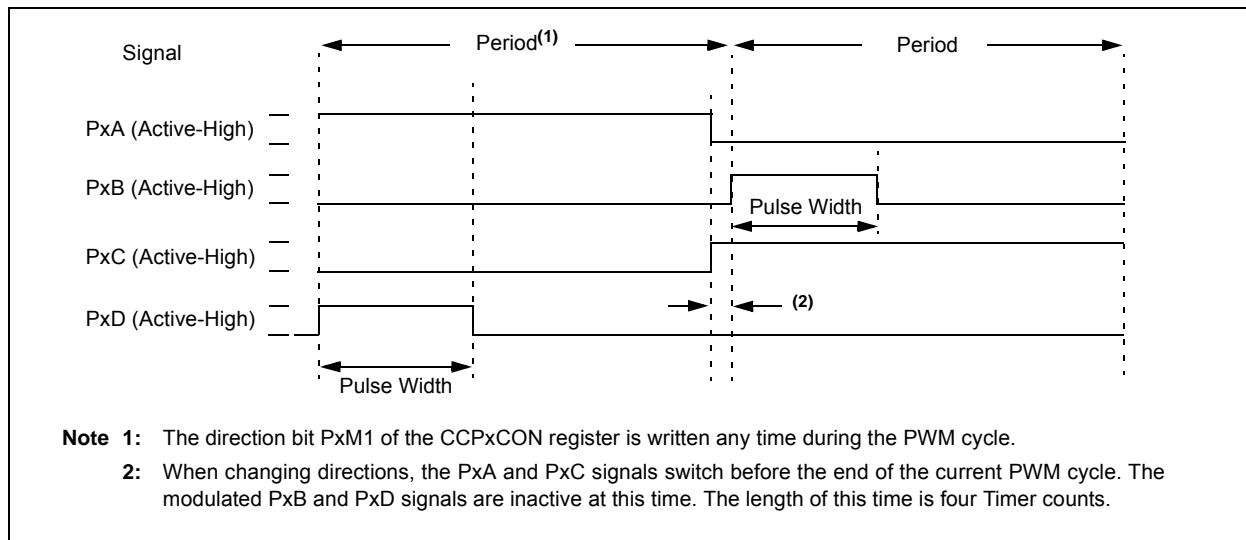 Signal
Period(1)
Period
PxA (Active-High)
PxB (Active-High)
Pulse Width
PxC (Active-High)
(2)
PxD (Active-High)
Pulse Width
Note 1: The direction bit PxM1 of the CCPxCON register is written any time during the PWM cycle.
2: When changing directions, the PxA and PxC signals switch before the end of the current PWM cycle. The
modulated PxB and PxD signals are inactive at this time. The length of this time is four Timer counts.